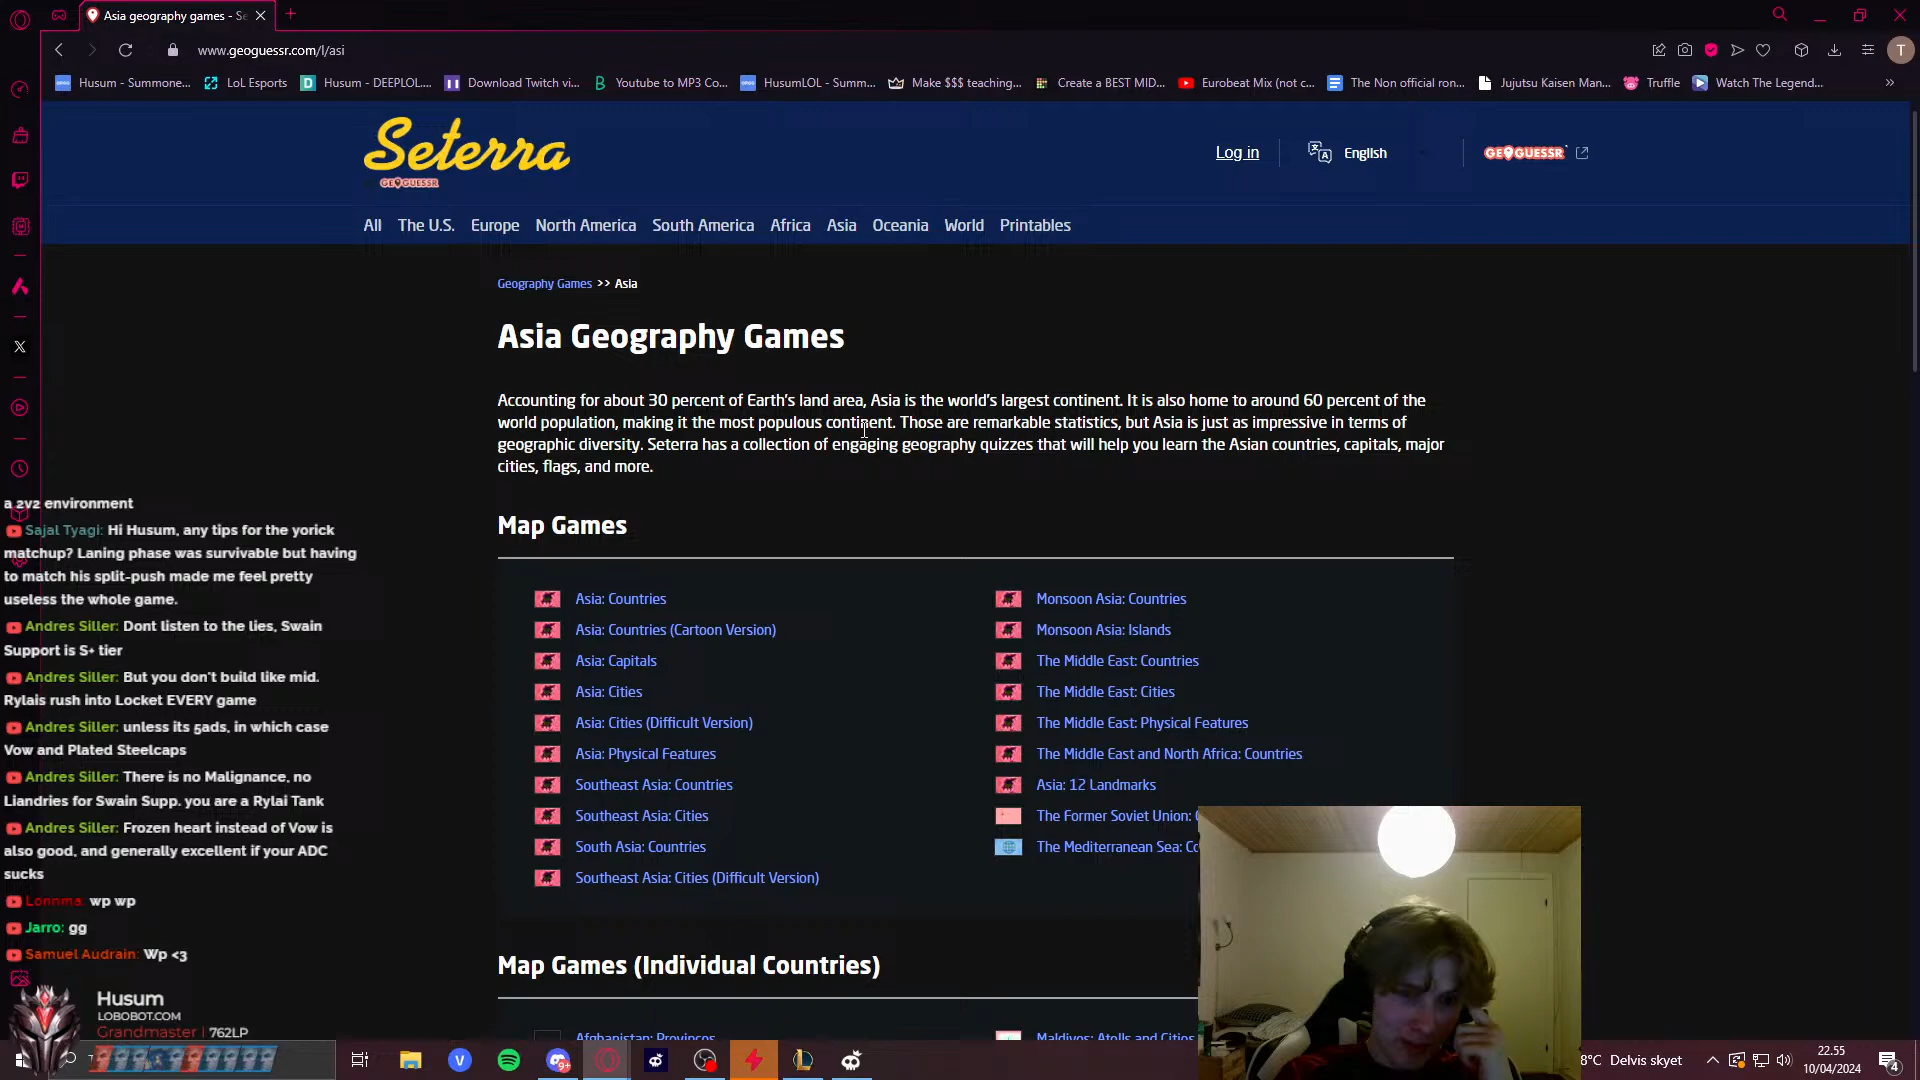 Asia geography games - Se
www.geoguessr.com/l/asi
T
Husum - Summone...
LoL Esports
Husum - DEEPLOL....
Download Twitch vi...
Youtube to MP3 Co...
HusumLOL - Summ...
Make $$$ teaching...
Create a BEST MID...
Eurobeat Mix (not c...
The Non official ron...
Jujutsu Kaisen Man...
Truffle
Watch The Legend...
Seterra
GEOGUESSR
Log in
English
GEOGUESSR
All The U.S. Europe North America South America Africa Asia Oceania World Printables
Geography Games >> Asia
Asia Geography Games
Accounting for about 30 percent of Earth's land area, Asia is the world's largest continent. It is also home to around 60 percent of the
world population, making it the most populous continent. Those are remarkable statistics, but Asia is just as impressive in terms of
geographic diversity. Seterra has a collection of engaging geography quizzes that will help you learn the Asian countries, capitals, major
cities, flags, and more.
Map Games
Asia: Countries
Asia: Countries (Cartoon Version)
Asia: Capitals
Asia: Cities
Asia: Cities (Difficult Version)
Asia: Physical Features
Southeast Asia: Countries
Southeast Asia: Cities
South Asia: Countries
Southeast Asia: Cities (Difficult Version)
Monsoon Asia: Countries
Monsoon Asia: Islands
The Middle East: Countries
The Middle East: Cities
The Middle East: Physical Features
The Middle East and North Africa: Countries
Asia: 12 Landmarks
The Former Soviet Union:
The Mediterranean Sea: Co
Map Games (Individual Countries)
Afghanistan: Provinces
Maldives: Atolls and Cities
a 2v2 environment
Sajal Tyagi: Hi Husum, any tips for the yorick
matchup? Laning phase was survivable but having
to match his split-push made me feel pretty
useless the whole game.
Andres Siller: Dont listen to the lies, Swain
Support is S+ tier
Andres Siller: But you don't build like mid.
Rylais rush into Locket EVERY game
Andres Siller: unless its 5ads, in which case
Vow and Plated Steelcaps
Andres Siller: There is no Malignance, no
Liandries for Swain Supp. you are a Rylai Tank
Andres Siller: Frozen heart instead of Vow is
also good, and generally excellent if your ADC
sucks
Lonnma: wp wp
Jarro: gg
Samuel Audrain: Wp <3
Husum
LOBOBOT.COM
Grandmaster | 762LP
9+
8°C Delvis skyet
22.55
10/04/2024
4